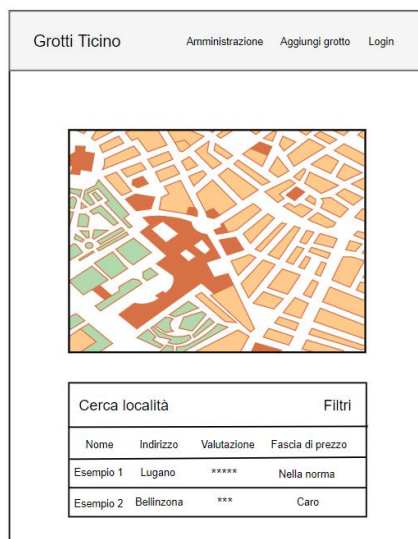 Grotti Ticino Amministrazione Aggiungi grotto Login
Cerca località Filtri
Nome Indirizzo Valutazione Fascia di prezzo
Esempio 1 Lugano ***** Nella norma
Esempio 2 Bellinzona *** Caro